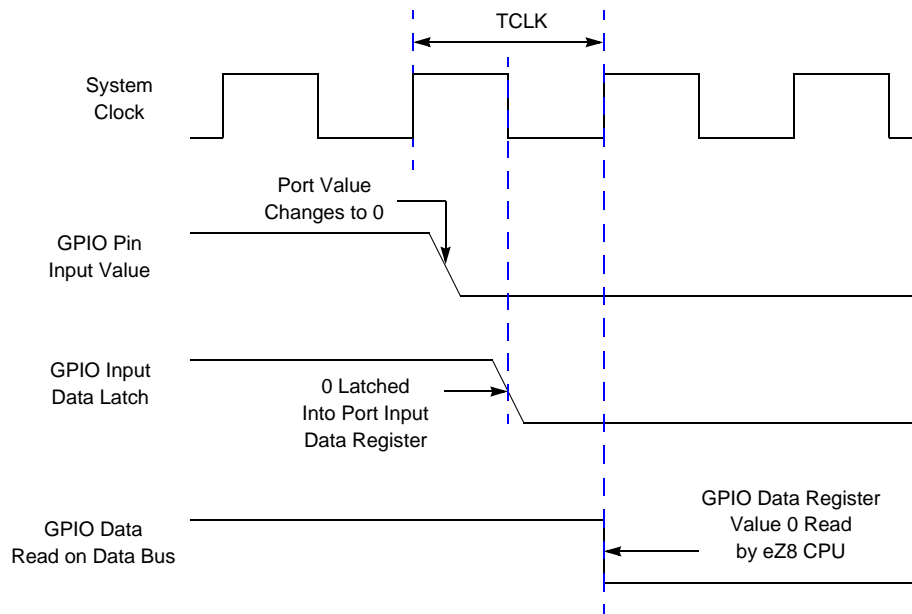 TCLK
System
Clock
Port Value
Changes to 0
GPIO Pin
Input Value
GPIO Input
Data Latch
0 Latched
Into Port Input
Data Register
GPIO Data
Read on Data Bus
GPIO Data Register
Value 0 Read
by eZ8 CPU